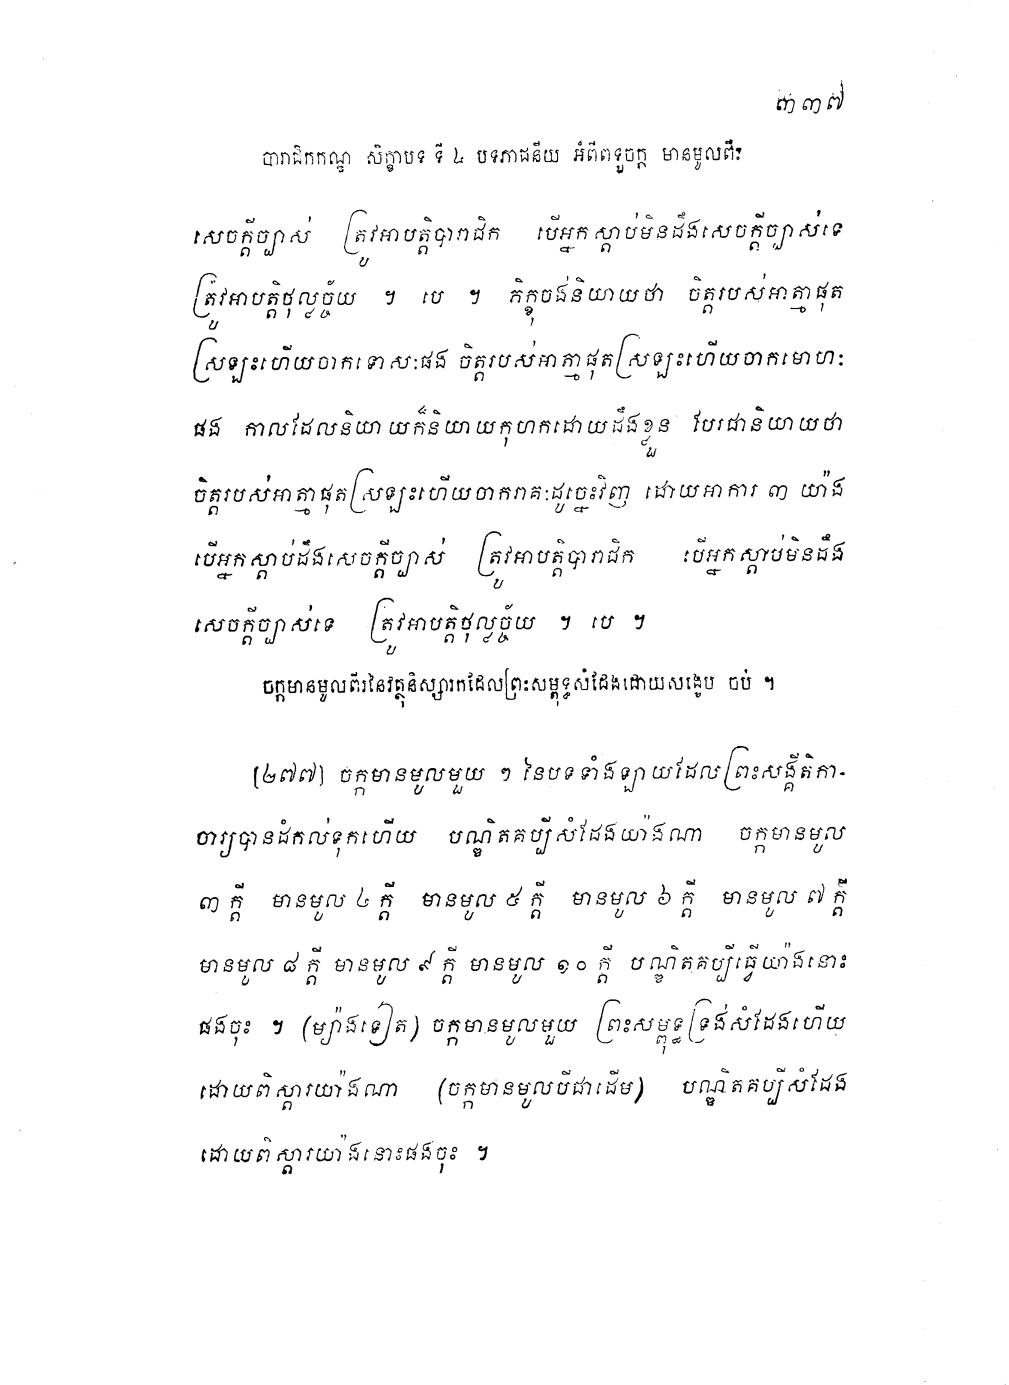 ៣៣៧
បារាជិកកណ្ឌ សិក្ខាបទ ទី ៤ បទភាជនីយ អំពីពទ្ធចក្ក មានមូលពីរ
សេចក្តីច្បាស់ ត្រូវអាបត្តិបារាជិក បើអ្នកស្តាប់មិនដឹងសេចក្តីច្បាស់ទេ
ត្រូវអាបត្តិថុល្លច្ច័យ ។ បេ ។ ភិក្ខុចង់និយាយថា ចិត្តរបស់អាត្មាផុត
ស្រឡះហើយចាកទោសៈផង ចិត្តរបស់អាត្មាផុតស្រឡះហើយចាកមោហៈ
ផង កាលដែលនិយាយក៏និយាយកុហកដោយដឹងខ្លួន បែរជានិយាយថា
ចិត្តរបស់អាត្មាផុតស្រឡះហើយចាករាគៈដូច្នេះវិញ ដោយអាការ ៣ យ៉ាង
បើអ្នកស្តាប់ដឹងសេចក្តីច្បាស់ ត្រូវអាបត្តិបារាជិក បើអ្នកស្តាប់មិនដឹង
សេចក្តីច្បាស់ទេ ត្រូវអាបត្តិថុល្លច្ច័យ ។ បេ ។
ចក្កមានមូលពីរនៃវត្ថុនិស្សារកដែលព្រះសម្ពុទ្ធសំដែងដោយសង្ខេប ចប់ ។
[២៧៧] ចក្កមានមូលមួយ ៗ នៃបទទាំងឡាយដែលព្រះសង្គីតិកា-
ចារ្យបានដំកល់ទុកហើយ បណ្ឌិតគប្បីសំដែងយ៉ាងណា ចក្កមានមូល
៣ ក្តី មានមូល ៤ ក្តី មានមូល ៥ ក្តី មានមូល ៦ ក្តី មានមូល ៧ ក្តី
មានមូល ៨ ក្តី មានមូល ៩ ក្តី មានមូល ១០ ក្តី បណ្ឌិតគប្បីធ្វើយ៉ាងនោះ
ផងចុះ ។ (ម្យ៉ាងទៀត) ចក្កមានមូលមួយ ព្រះសម្ពុទ្ធទ្រង់សំដែងហើយ
ដោយពិស្តារយ៉ាងណា (ចក្កមានមូលបីជាដើម) បណ្ឌិតគប្បីសំដែង
ដោយពិស្តារយ៉ាងនោះផងចុះ ។